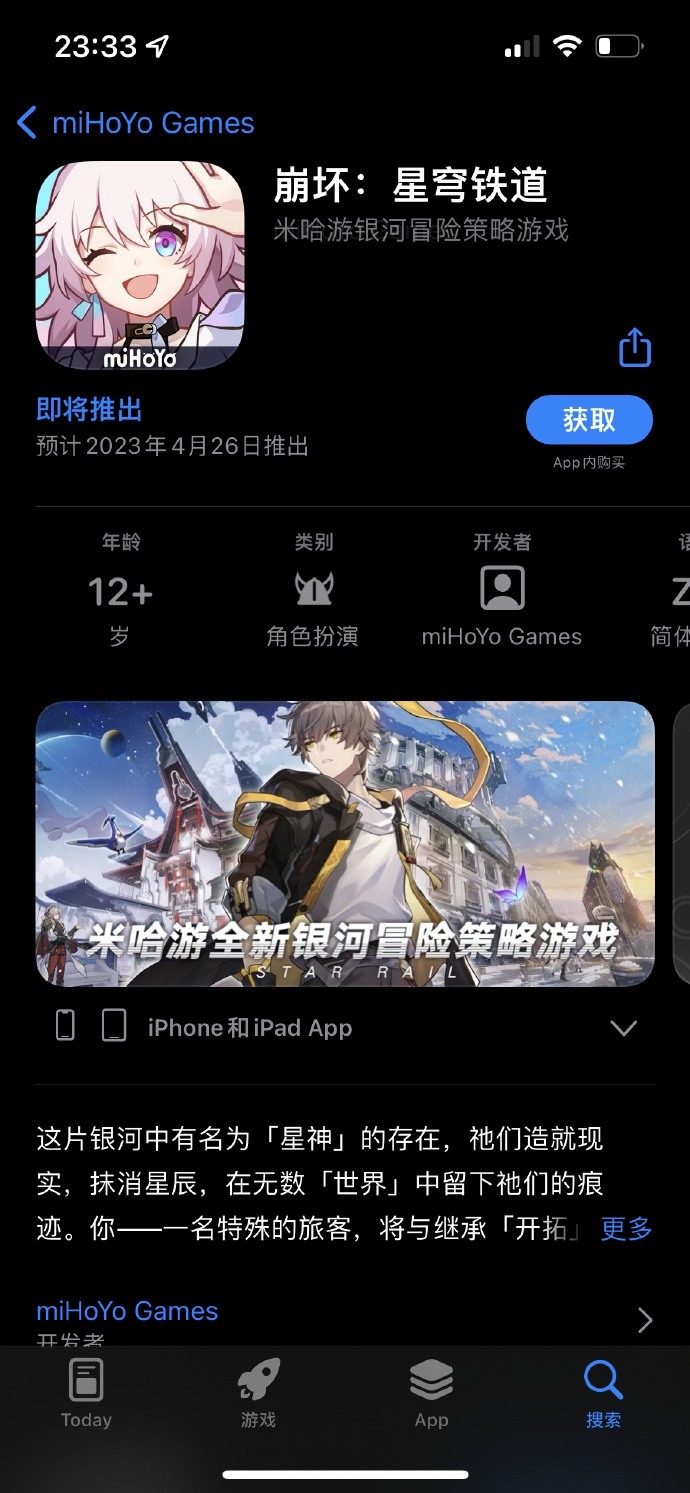 23:33
miHoYo Games
崩坏：星穹铁道
米哈游银河冒险策略游戏
miHoYo
即将推出
预计2023年4月26日推出
获取
App内购买
年龄
类别
开发者
12+
岁
角色扮演
miHoYo Games
简体
米哈游全新银河冒险策略游戏
STAR RAIL
iPhone和iPad App
这片银河中有名为「星神」的存在，祂们造就现
实，抹消星辰，在无数「世界」中留下祂们的痕
迹。你——一名特殊的旅客，将与继承「开拓」 更多
miHoYo Games
开发者
Today
游戏
App
搜索